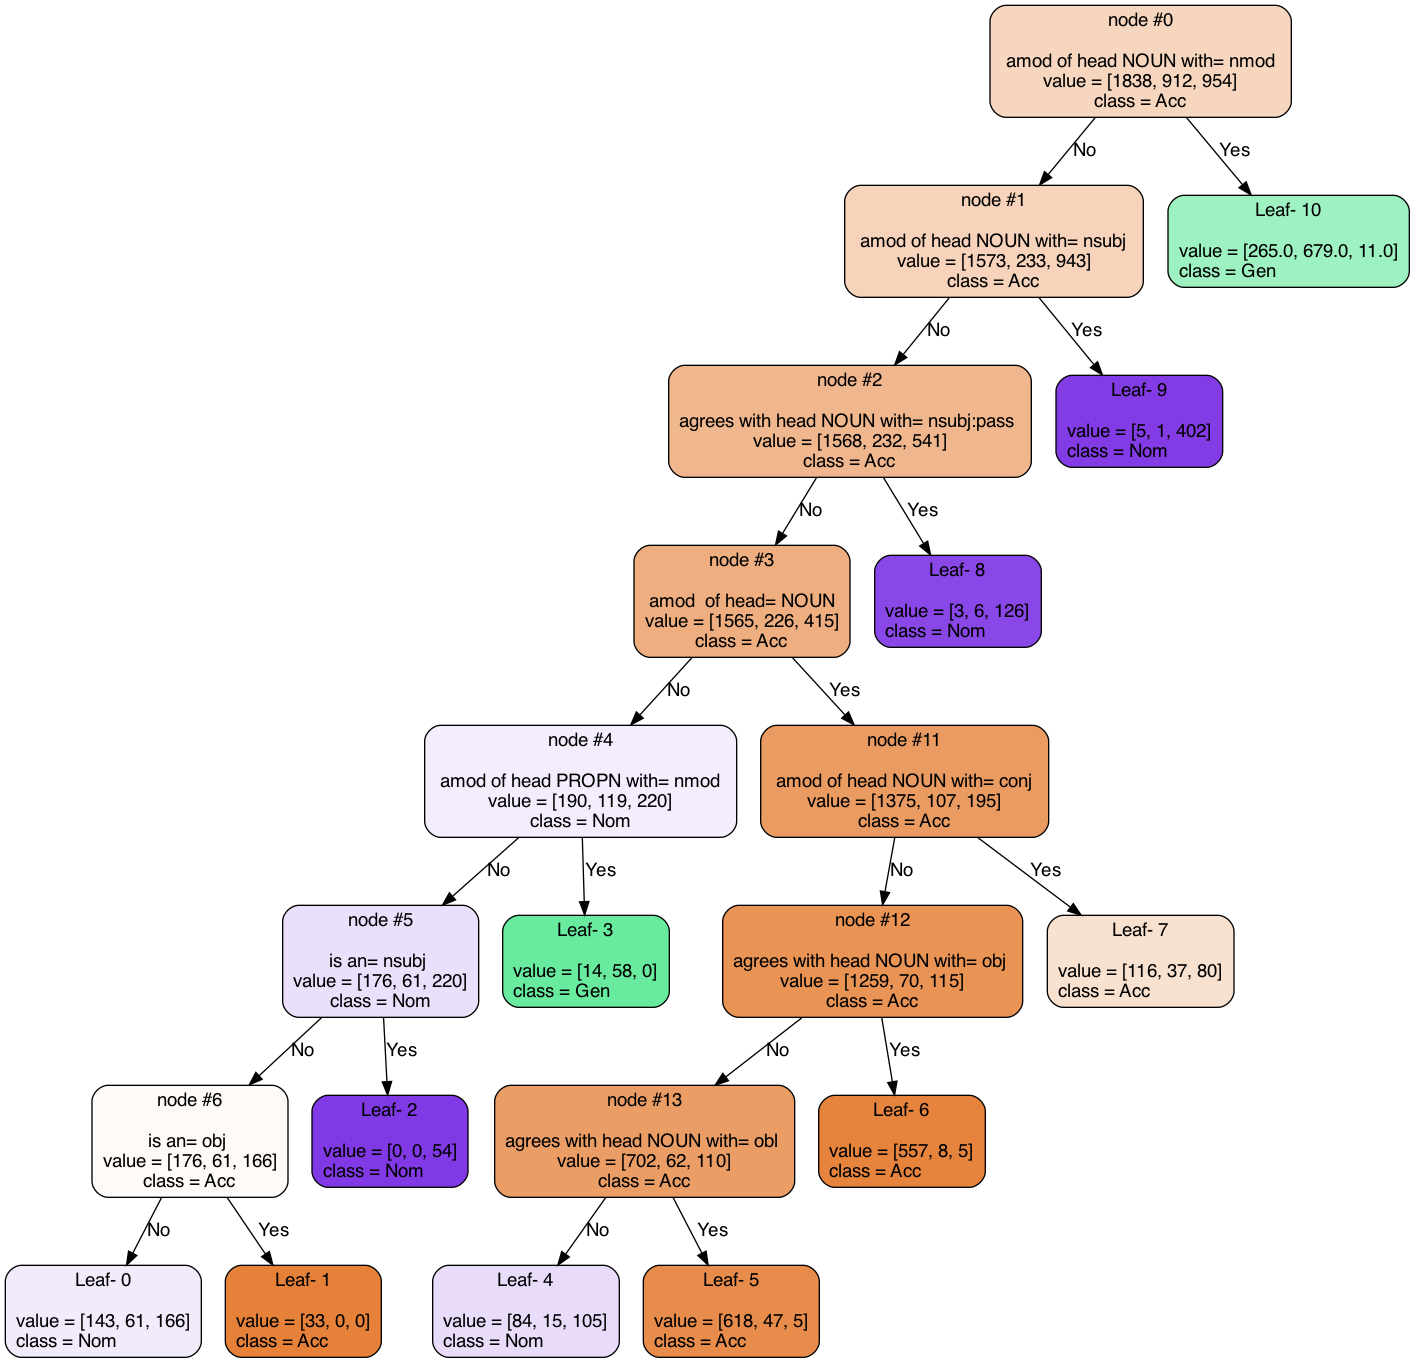 node #0
amod of head NOUN with= nmod
value = [1838, 912, 954]
class = Acc
No
Yes
node #1
amod of head NOUN with= nsubj
value = [1573, 233, 943]
class = Acc
Leaf- 10
value = [265.0, 679.0, 11.0]
class = Gen
No
Yes
node #2
agrees with head NOUN with= nsubj:pass
value = [1568, 232, 541]
class = Acc
Leaf- 9
value = [5, 1, 402]
class = Nom
No
Yes
node #3
amod  of head= NOUN
value = [1565, 226, 415]
class = Acc
Leaf- 8
value = [3, 6, 126]
class = Nom
No
Yes
node #4
amod of head PROPN with= nmod
value = [190, 119, 220]
class = Nom
node #11
amod of head NOUN with= conj
value = [1375, 107, 195]
class = Acc
No
Yes
No
Yes
node #5
is an= nsubj
value = [176, 61, 220]
class = Nom
Leaf- 3
value = [14, 58, 0]
class = Gen
node #12
agrees with head NOUN with= obj
value = [1259, 70, 115]
class = Acc
Leaf- 7
value = [116, 37, 80]
class = Acc
No
Yes
No
Yes
node #6
is an= obj
value = [176, 61, 166]
class = Acc
Leaf- 2
value = [0, 0, 54]
class = Nom
node #13
agrees with head NOUN with= obl
value = [702, 62, 110]
class = Acc
Leaf- 6
value = [557, 8, 5]
class = Acc
No
Yes
No
Yes
Leaf- 0
value = [143, 61, 166]
class = Nom
Leaf- 1
value = [33, 0, 0]
class = Acc
Leaf- 4
value = [84, 15, 105]
class = Nom
Leaf- 5
value = [618, 47, 5]
class = Acc